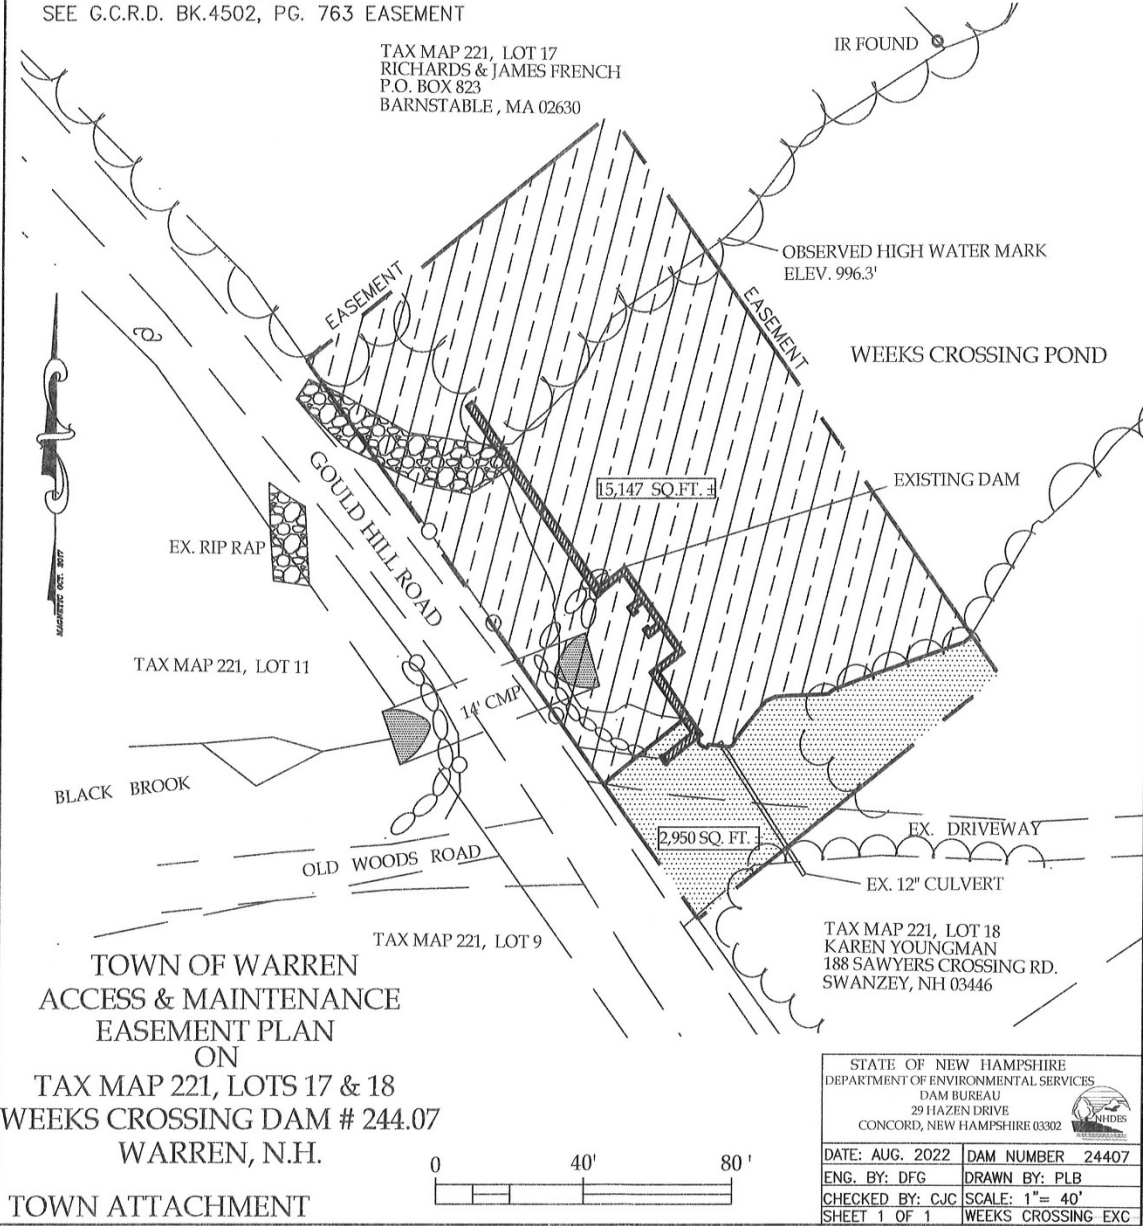 SEE G.C.R.D. BK.4502, PG. 763 EASEMENT
TAX MAP 221, LOT 17
RICHARDS & JAMES FRENCH
P.O. BOX 823
BARNSTABLE , MA 02630
IR FOUND
OBSERVED HIGH WATER MARK
ELEV. 996.3'
EASEMENT
EASEMENT
WEEKS CROSSING POND
EXISTING DAM
15,147 SQ.FT. ±
GOULD HILL ROAD
EX. RIP RAP
MAGNETIC OCT. 2017
TAX MAP 221, LOT 11
14' CMP
BLACK BROOK
OLD WOODS ROAD
2,950 SQ. FT. ±
EX. DRIVEWAY
EX. 12" CULVERT
TAX MAP 221, LOT 9
TAX MAP 221, LOT 18
KAREN YOUNGMAN
188 SAWYERS CROSSING RD.
SWANZEY, NH 03446
TOWN OF WARREN
ACCESS & MAINTENANCE
EASEMENT PLAN
ON
TAX MAP 221, LOTS 17 & 18
WEEKS CROSSING DAM # 244.07
WARREN, N.H.
TOWN ATTACHMENT
0 40' 80'
STATE OF NEW HAMPSHIRE
DEPARTMENT OF ENVIRONMENTAL SERVICES
DAM BUREAU
29 HAZEN DRIVE
CONCORD, NEW HAMPSHIRE 03302
NHDES
DATE: AUG. 2022 DAM NUMBER 24407
ENG. BY: DFG DRAWN BY: PLB
CHECKED BY: CJC SCALE: 1"= 40'
SHEET 1 OF 1 WEEKS CROSSING EXC